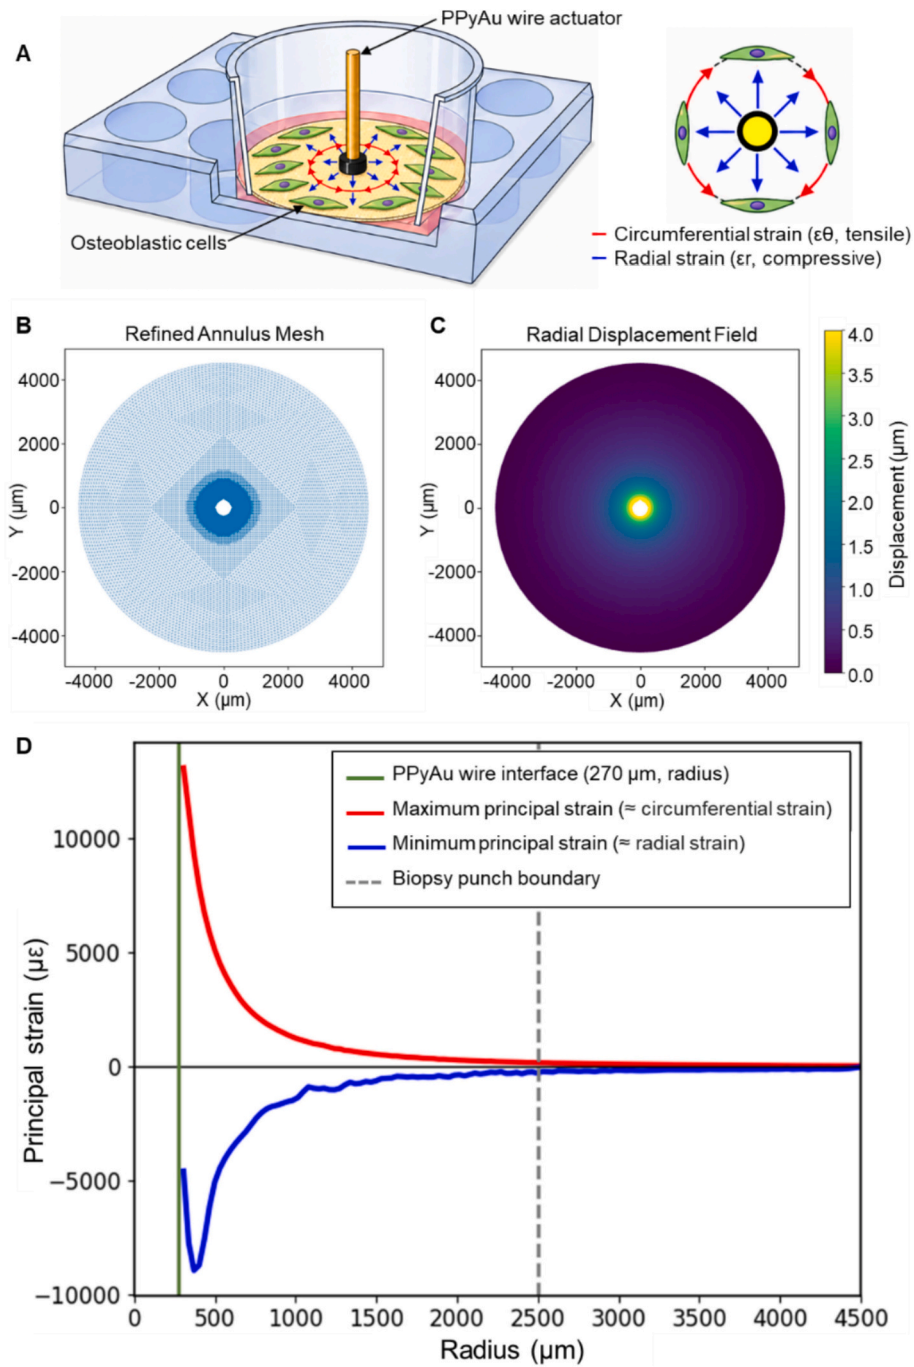 PPyAu wire actuator
A
Osteoblastic cells
Circumferential strain (εθ, tensile)
Radial strain (εr, compressive)
B
Refined Annulus Mesh
4000
2000
0
-2000
-4000
Y (µm)
-4000 -2000 0 2000 4000
X (µm)
C
Radial Displacement Field
4000
2000
0
-2000
-4000
Y (µm)
-4000 -2000 0 2000 4000
X (µm)
4.0
3.5
3.0
2.5
2.0
1.5
1.0
0.5
0.0
Displacement (µm)
D
PPyAu wire interface (270 µm, radius)
Maximum principal strain (≈ circumferential strain)
Minimum principal strain (≈ radial strain)
Biopsy punch boundary
10000
5000
0
−5000
−10000
Principal strain (µε)
0 500 1000 1500 2000 2500 3000 3500 4000 4500
Radius (µm)